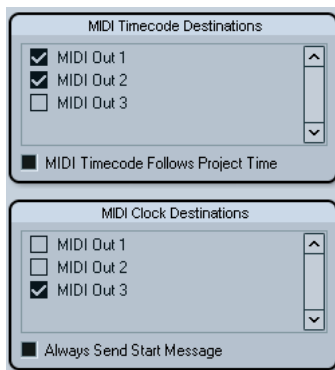 MIDI Timecode Destinations
MIDI Out 1
MIDI Out 2
MIDI Out 3
MIDI Timecode Follows Project Time
MIDI Clock Destinations
MIDI Out 1
MIDI Out 2
MIDI Out 3
Always Send Start Message